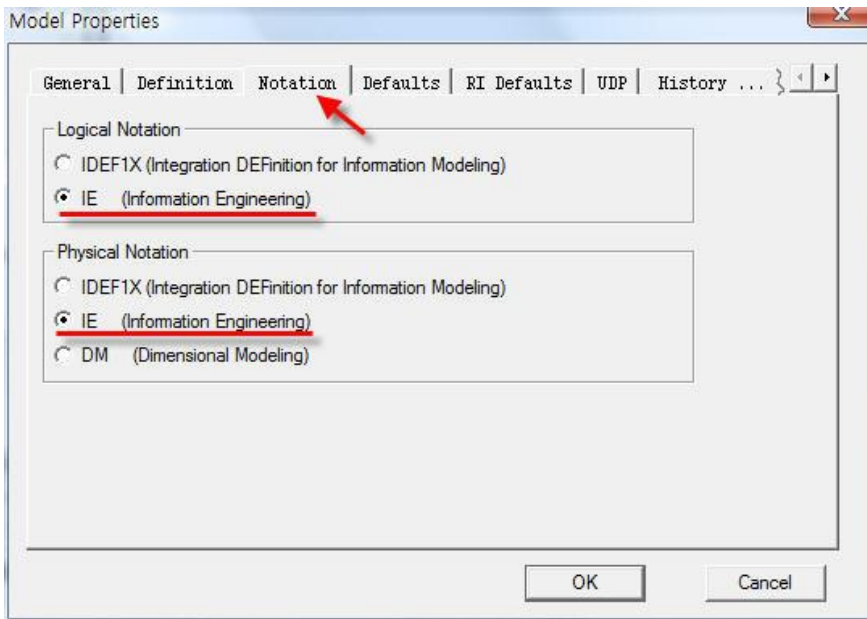 Model Properties
General Definition Notation Defaults RI Defaults UDP History ...
Logical Notation
IDEF1X (Integration DEFinition for Information Modeling)
IE (Information Engineering)
Physical Notation
IDEF1X (Integration DEFinition for Information Modeling)
IE (Information Engineering)
DM (Dimensional Modeling)
OK Cancel